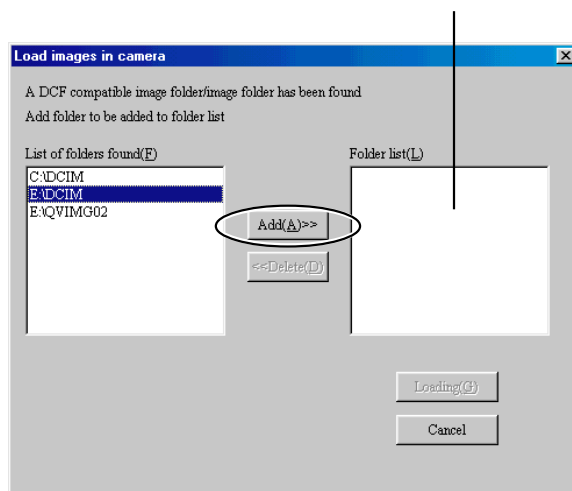 Load images in camera
A DCF compatible image folder/image folder has been found
Add folder to be added to folder list
List of folders found(F)
Folder list(L)
C:\DCIM
E:\DCIM
E:\QVIMG02
Add(A)>>
<<Delete(D)
Loading(G)
Cancel